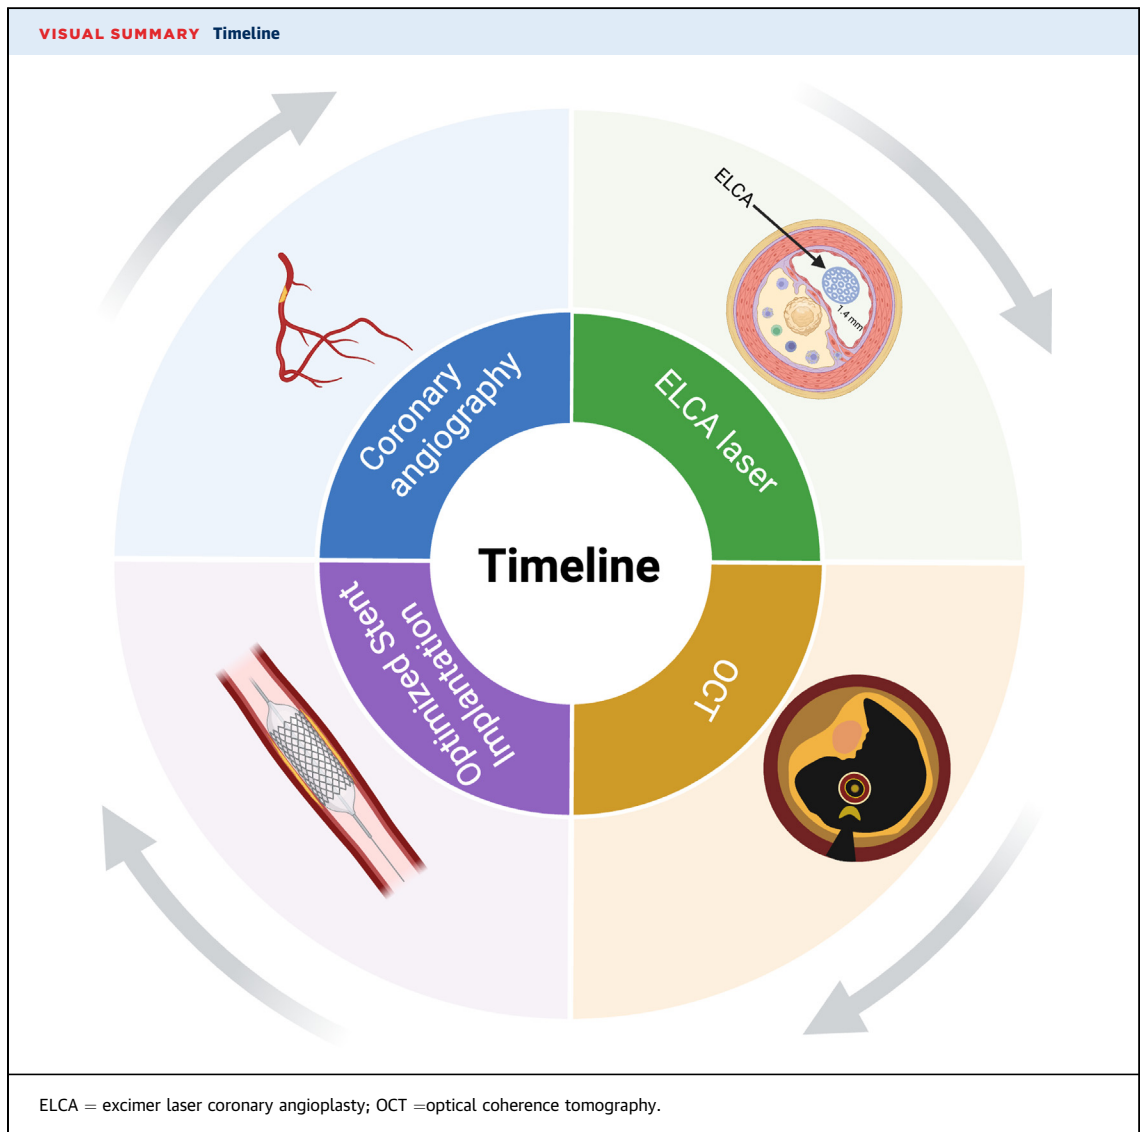 VISUAL SUMMARY Timeline
ELCA
1.4 mm
Coronary
angiography
ELCA laser
Timeline
Optimized Stent
Implantation
OCT
ELCA = excimer laser coronary angioplasty; OCT =optical coherence tomography.